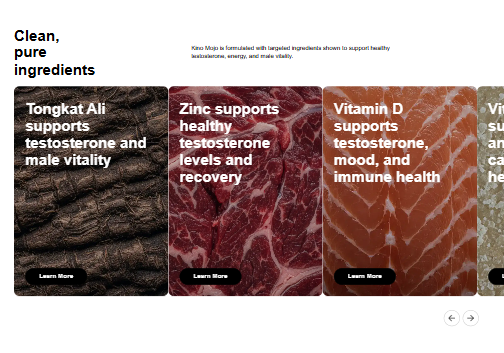 Clean,
pure
ingredients
Kino Mojo is formulated with targeted ingredients shown to support healthy
testosterone, energy, and male vitality.
Tongkat Ali
supports
testosterone and
male vitality
Learn More
Zinc supports
healthy
testosterone
levels and
recovery
Learn More
Vitamin D
supports
testosterone,
mood, and
immune health
Learn More